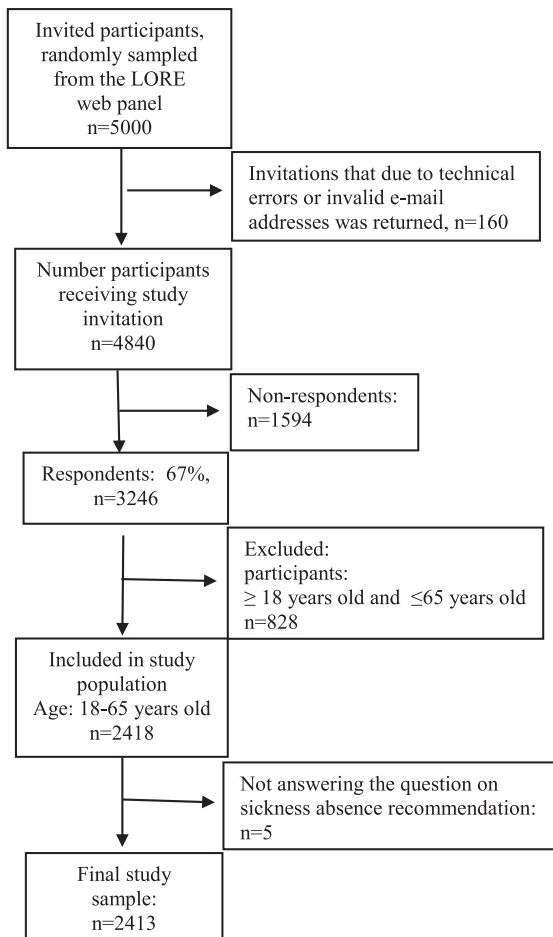 Invited participants,
randomly sampled
from the LORE
web panel
n=5000
Invitations that due to technical
errors or invalid e-mail
addresses was returned, n=160
Number participants
receiving study
invitation
n=4840
Non-respondents:
n=1594
Respondents: 67%,
n=3246
Excluded:
participants:
≥ 18 years old and ≤65 years old
n=828
Included in study
population
Age: 18-65 years old
n=2418
Not answering the question on
sickness absence recommendation:
n=5
Final study
sample:
n=2413